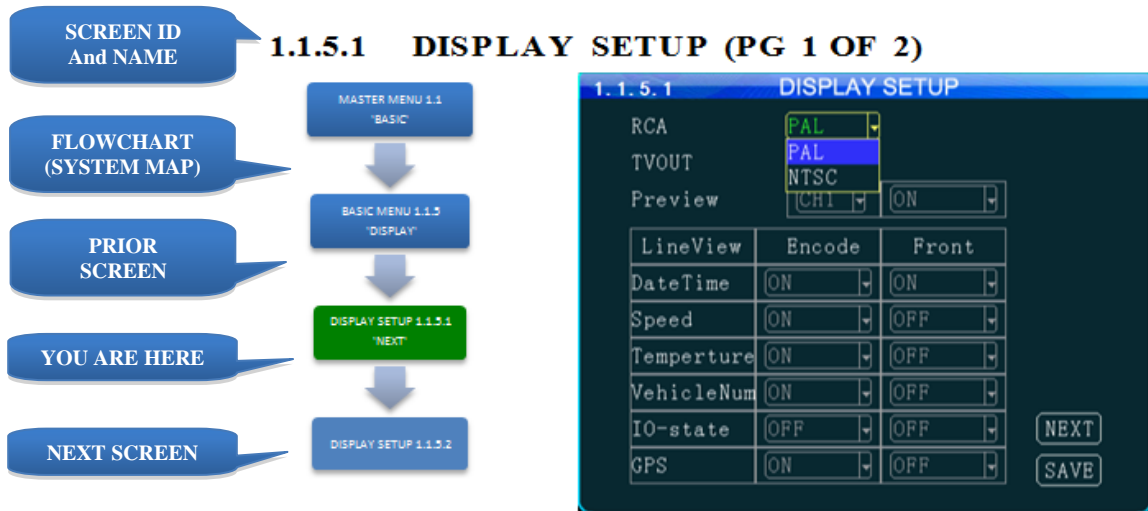 SCREEN ID
And NAME
1.1.5.1 DISPLAY SETUP (PG 1 OF 2)
FLOWCHART
(SYSTEM MAP)
PRIOR
SCREEN
YOU ARE HERE
NEXT SCREEN
MASTER MENU 1.1
'BASIC'
BASIC MENU 1.1.5
'DISPLAY'
DISPLAY SETUP 1.1.5.1
'NEXT'
DISPLAY SETUP 1.1.5.2
1.1.5.1 DISPLAY SETUP
RCA PAL
PAL
TVOUT
NTSC
Preview CH1 ON
LineView Encode Front
DateTime ON ON
Speed ON OFF
Temperture ON OFF
VehicleNum ON OFF
IO-state OFF OFF
GPS ON OFF
NEXT
SAVE